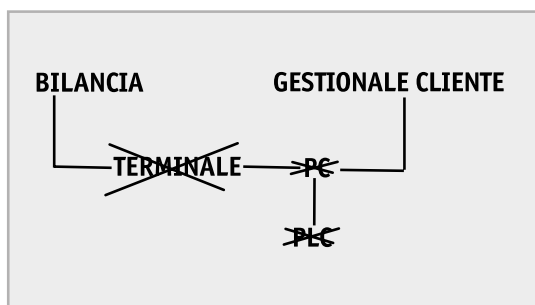 BILANCIA
GESTIONALE CLIENTE
TERMINALE
PC
PLC